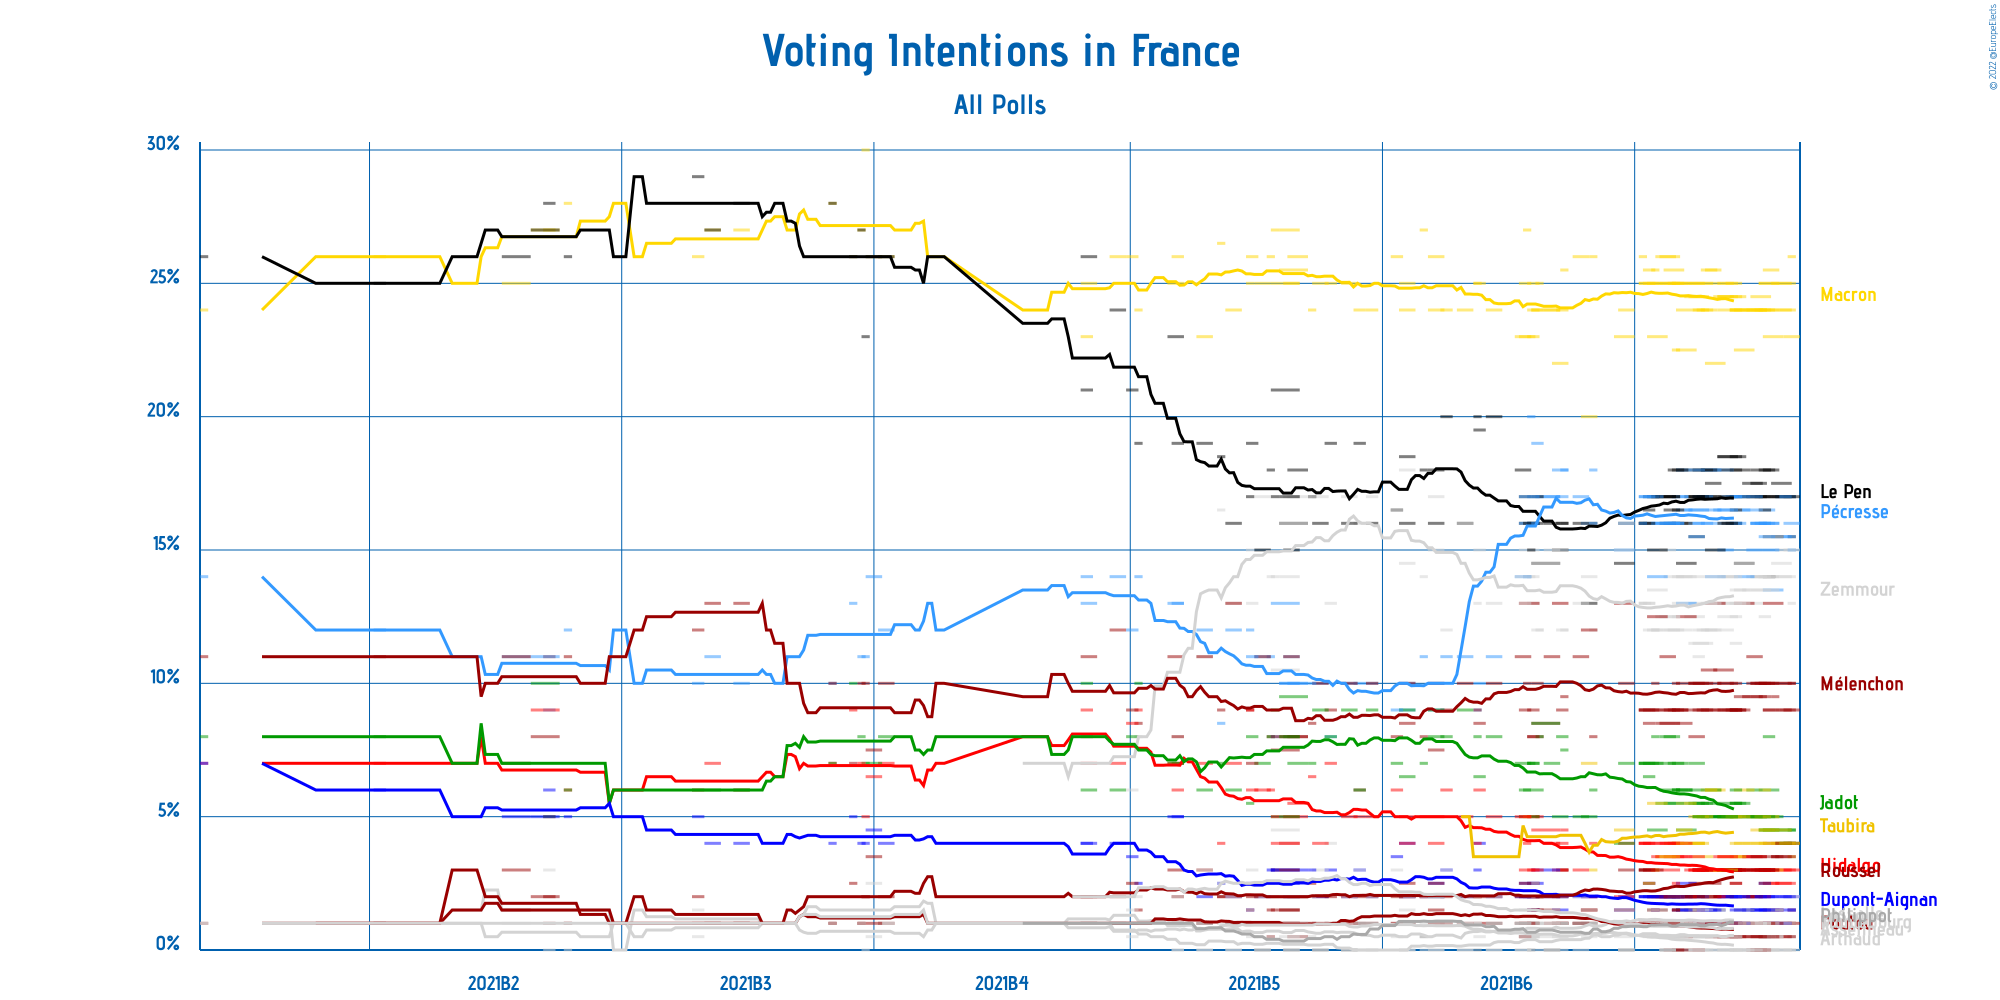 Voting Intentions in France
All Polls
© 2022 @EuropeElects
30%
25%
20%
15%
10%
5%
0%
Macron
Le Pen
Pécresse
Zemmour
Mélenchon
Jadot
Taubira
Hidalgo
Roussel
Dupont-Aignan
Philippot
Arthaud
2021B2 2021B3 2021B4 2021B5 2021B6